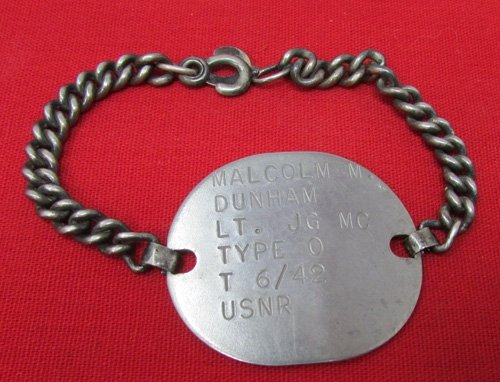 MALCOLM M.
DUNHAM
LT. JG MC
TYPE O
T 6/42
USNR